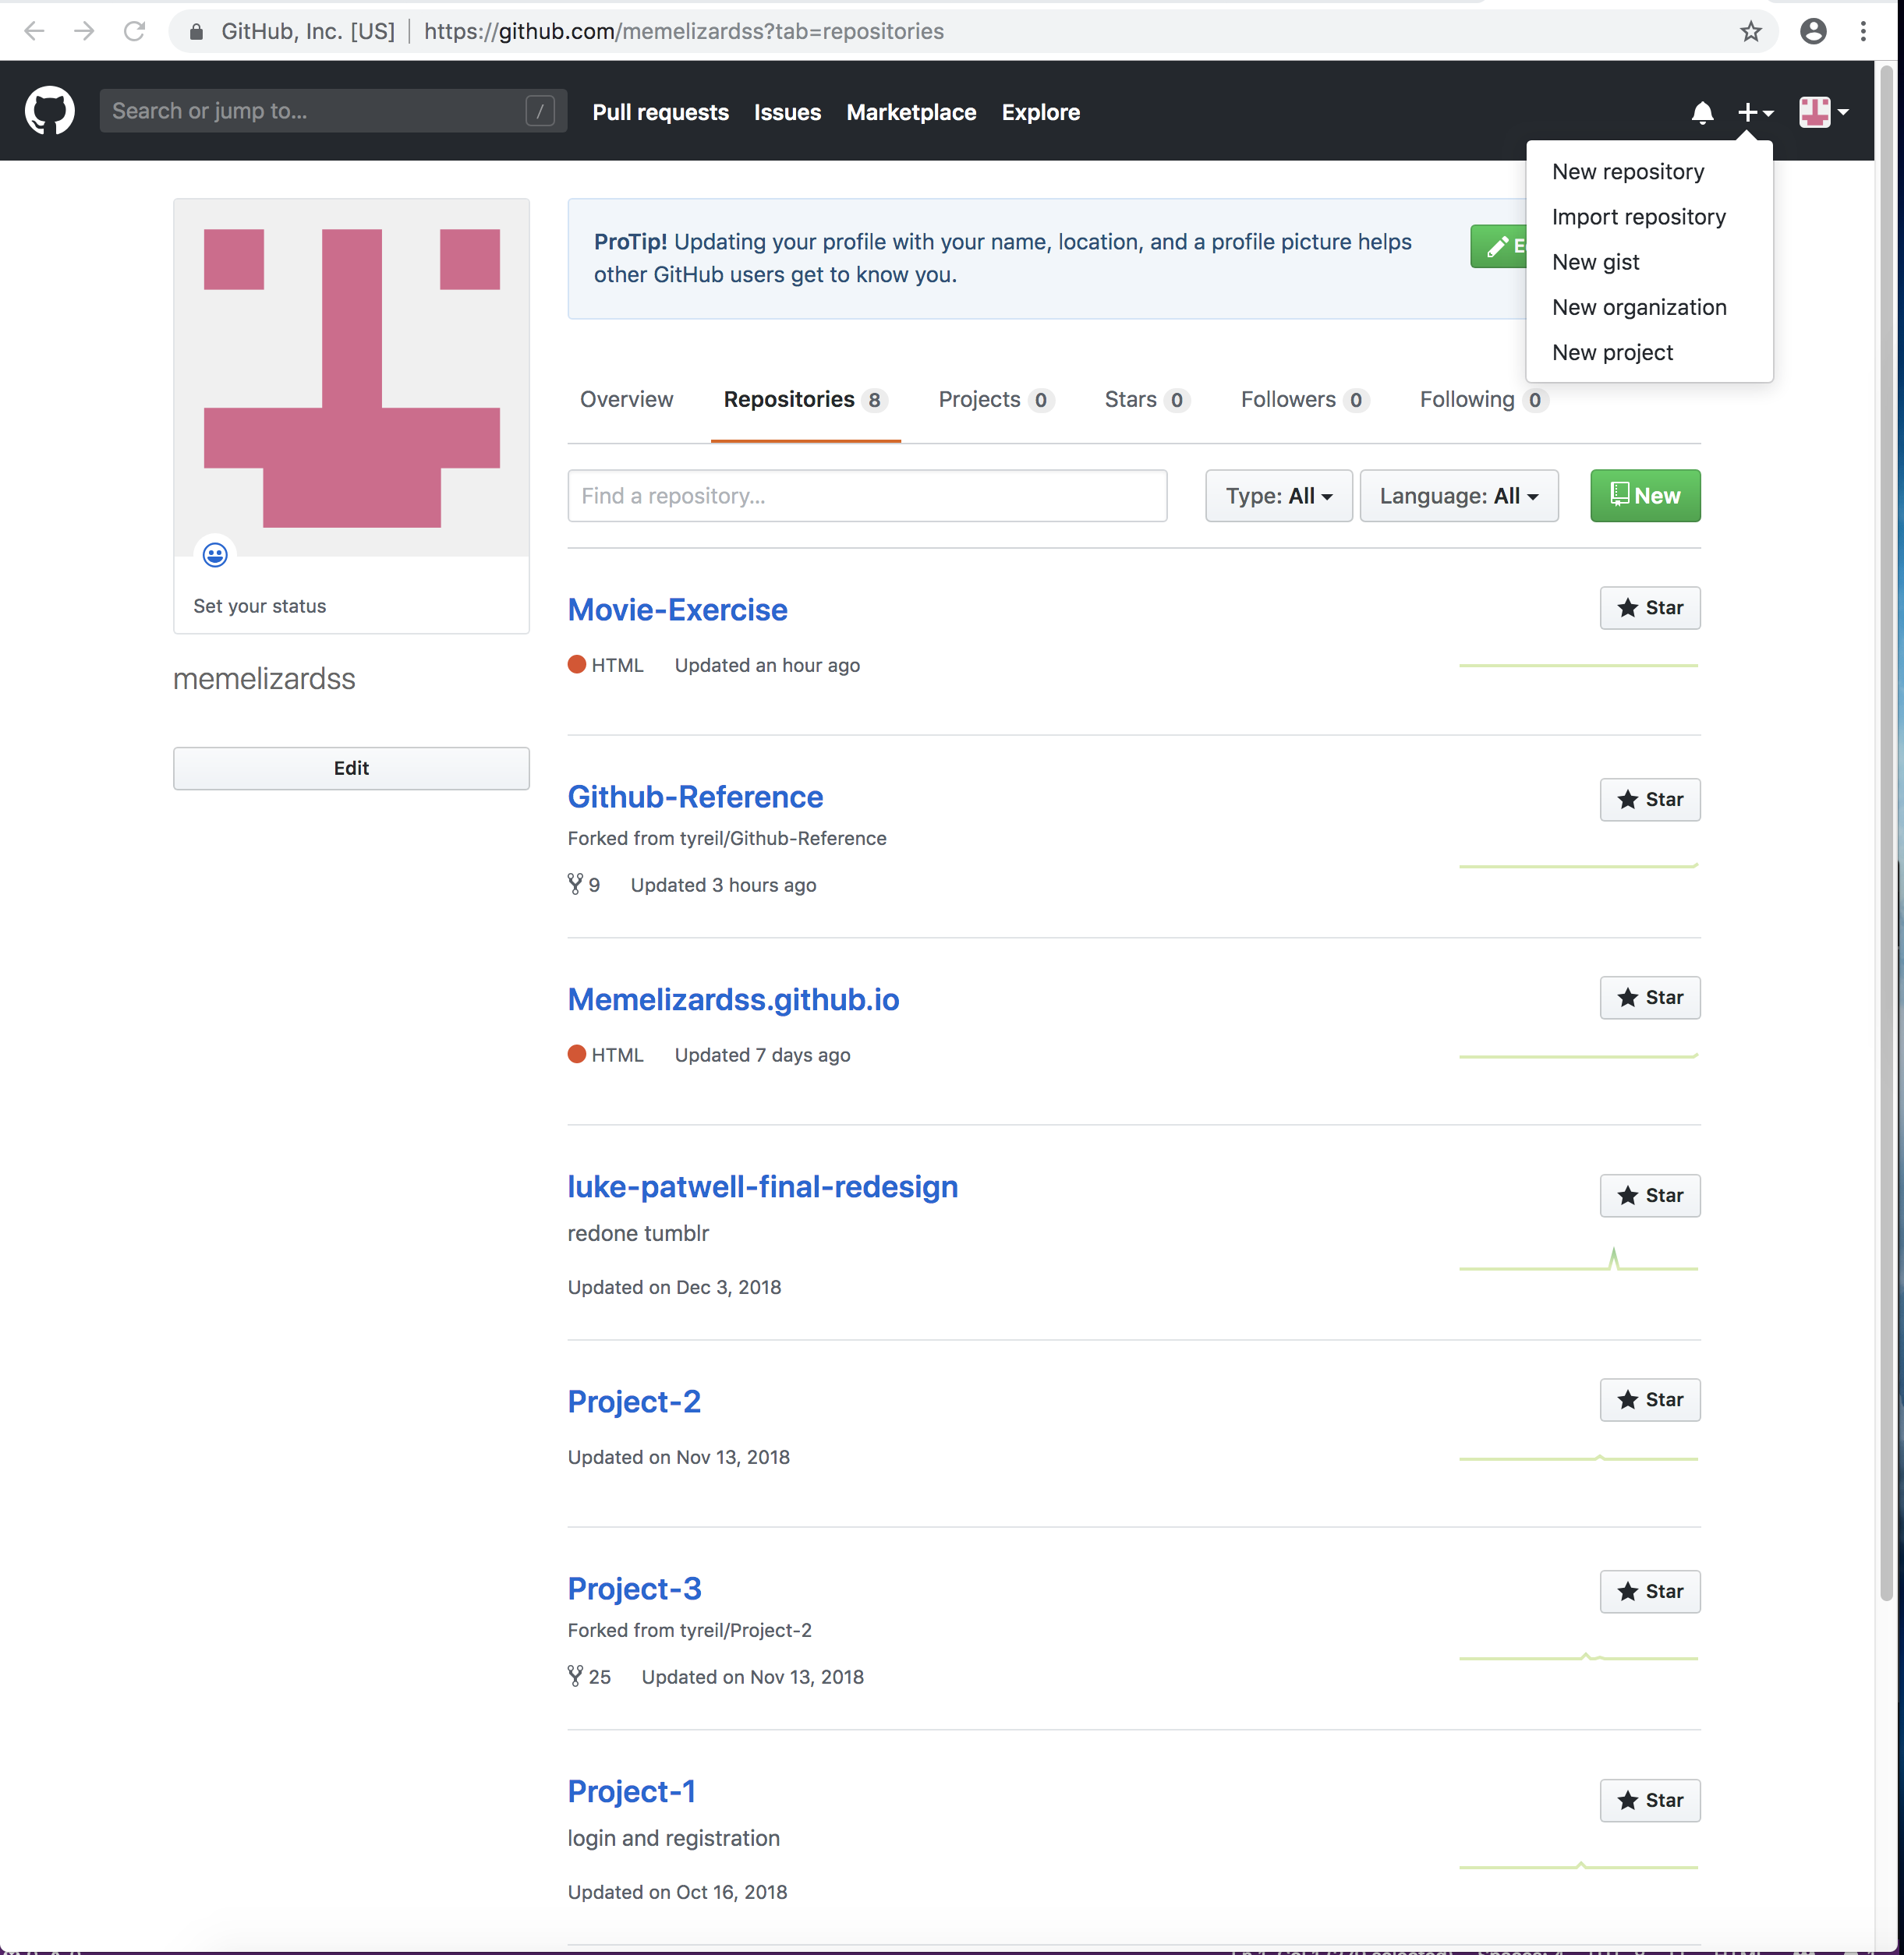 GitHub, Inc. [US] | https://github.com/memelizardss?tab=repositories
Search or jump to... /
Pull requests Issues Marketplace Explore
New repository
Import repository
New gist
New organization
New project
ProTip! Updating your profile with your name, location, and a profile picture helps
other GitHub users get to know you.
Overview Repositories 8 Projects 0 Stars 0 Followers 0 Following 0
Find a repository...
Type: All
Language: All
New
Set your status
memelizardss
Edit
Movie-Exercise
Star
HTML Updated an hour ago
Github-Reference
Star
Forked from tyreil/Github-Reference
9 Updated 3 hours ago
Memelizardss.github.io
Star
HTML Updated 7 days ago
luke-patwell-final-redesign
Star
redone tumblr
Updated on Dec 3, 2018
Project-2
Star
Updated on Nov 13, 2018
Project-3
Star
Forked from tyreil/Project-2
25 Updated on Nov 13, 2018
Project-1
Star
login and registration
Updated on Oct 16, 2018